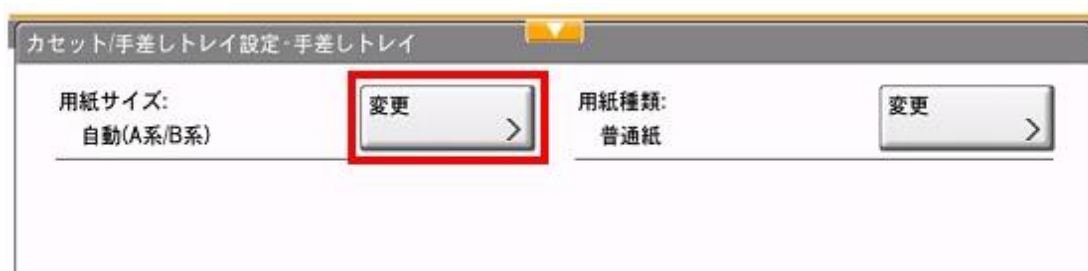 カセット/手差しトレイ設定・手差しトレイ
用紙サイズ:
自動(A系/B系)
変更
用紙種類:
普通紙
変更